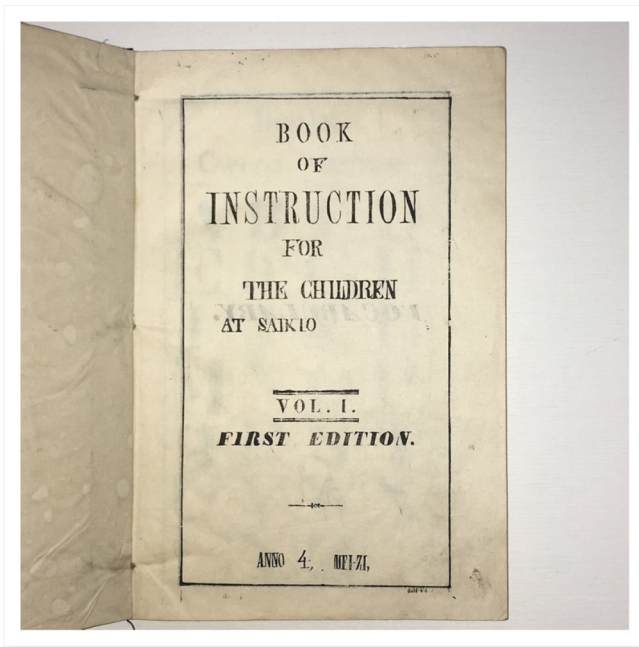 BOOK
OF
INSTRUCTION
FOR
THE CHILDREN
AT SAIKIO
VOL. I.
FIRST EDITION.
ANNO 4, MEI-ZI,